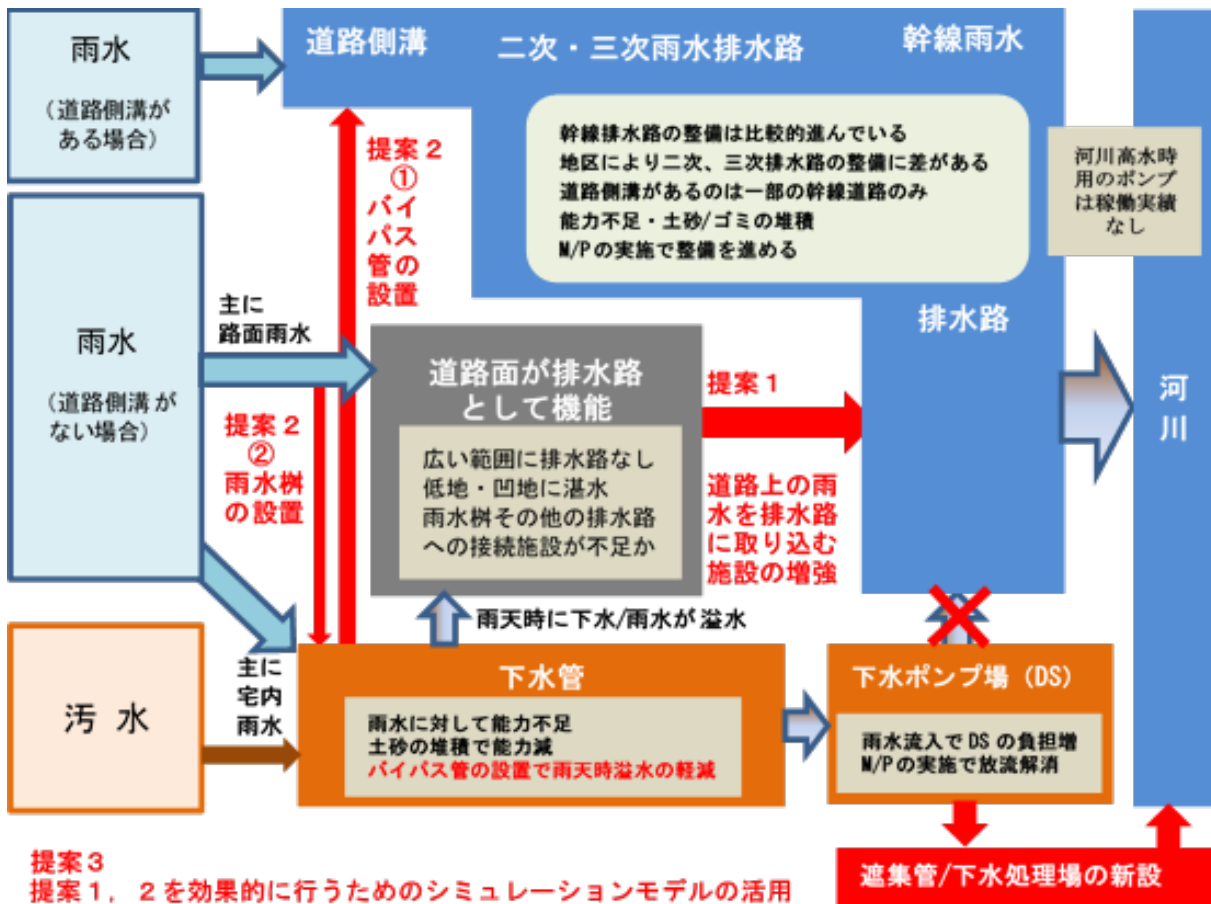 雨水
（道路側溝が
ある場合）
道路側溝
二次・三次雨水排水路
幹線雨水
幹線排水路の整備は比較的進んでいる
地区により二次、三次排水路の整備に差がある
道路側溝があるのは一部の幹線道路のみ
能力不足・土砂/ゴミの堆積
M/Pの実施で整備を進める
河川高水時
用のポンプ
は稼働実績
なし
提案２
①
バイ
パス
管の
設置
雨水
（道路側溝が
ない場合）
主に
路面雨水
排水路
道路面が排水路
として機能
広い範囲に排水路なし
低地・凹地に湛水
雨水桝その他の排水路
への接続施設が不足か
提案１
道路上の雨
水を排水路
に取り込む
施設の増強
河
川
提案２
②
雨水桝
の設置
雨天時に下水/雨水が溢水
汚 水
主に
宅内
雨水
下水管
雨水に対して能力不足
土砂の堆積で能力減
バイパス管の設置で雨天時溢水の軽減
下水ポンプ場（DS）
雨水流入でDSの負担増
M/Pの実施で放流解消
遮集管/下水処理場の新設
提案３
提案１，２を効果的に行うためのシミュレーションモデルの活用